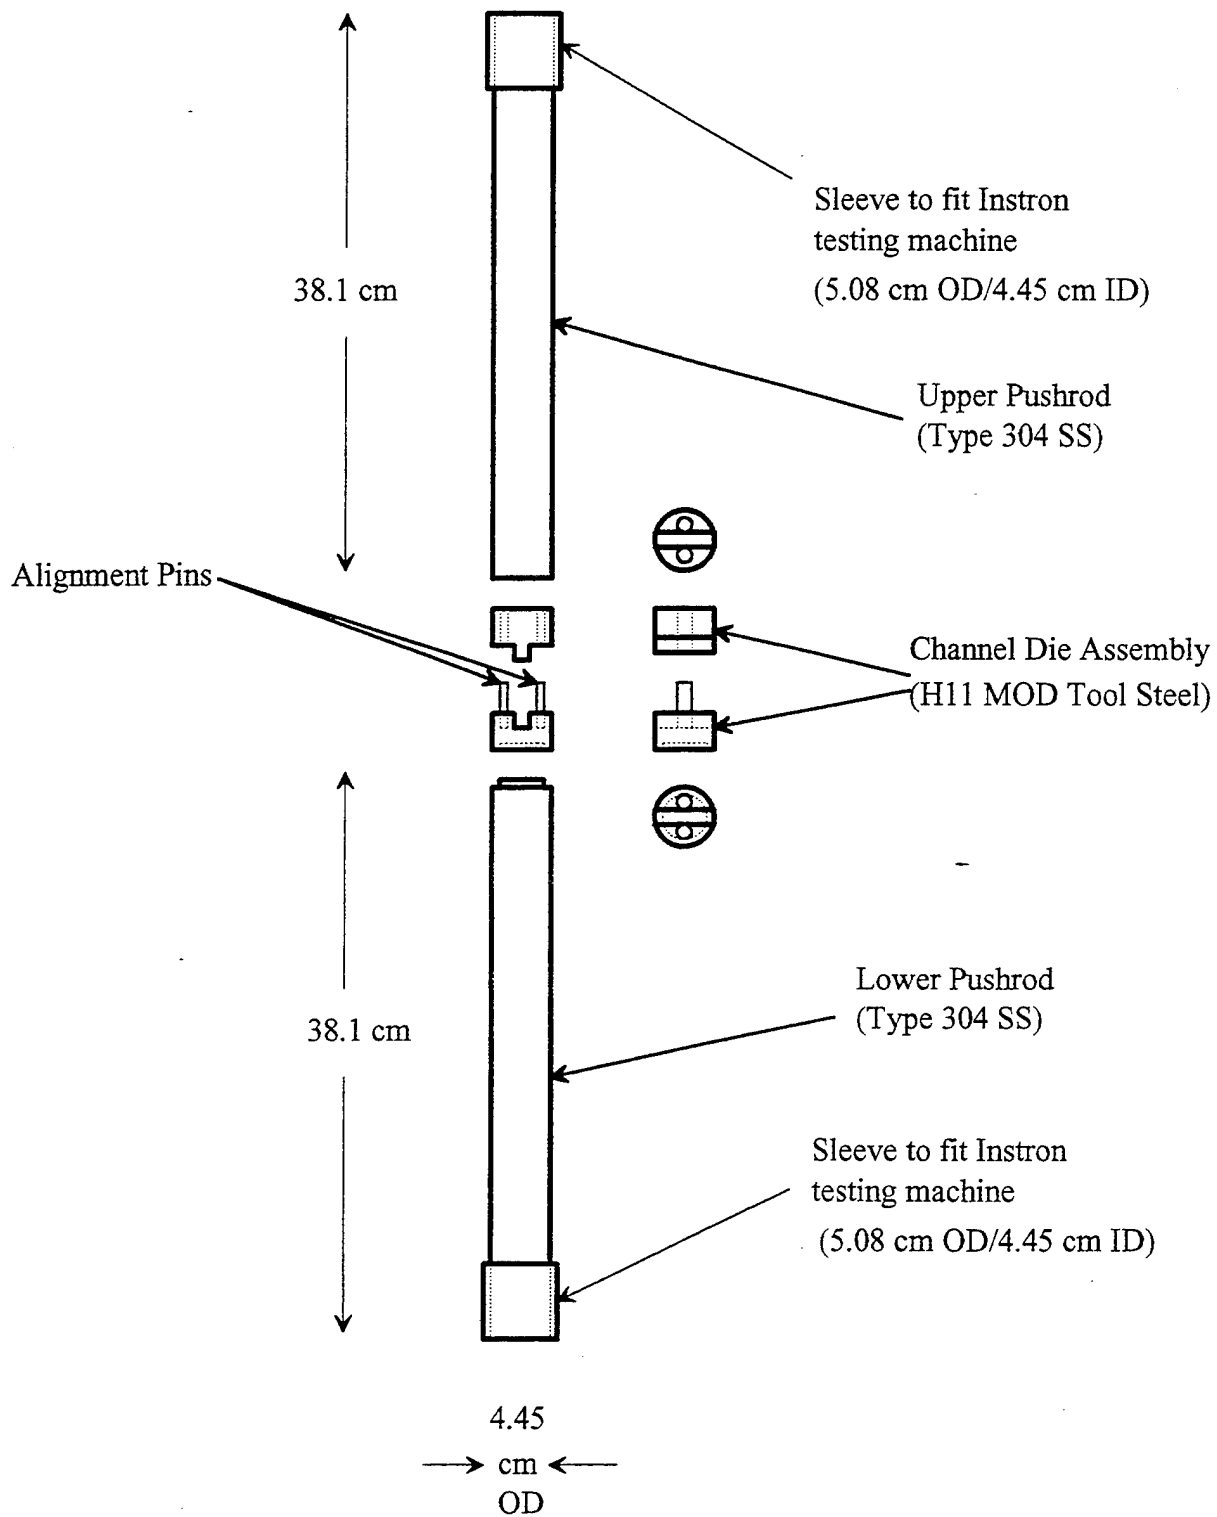 Sleeve to fit Instron
testing machine
(5.08 cm OD/4.45 cm ID)
38.1 cm
Upper Pushrod
(Type 304 SS)
Alignment Pins
Channel Die Assembly
(H11 MOD Tool Steel)
Lower Pushrod
(Type 304 SS)
38.1 cm
Sleeve to fit Instron
testing machine
(5.08 cm OD/4.45 cm ID)
4.45
cm
OD